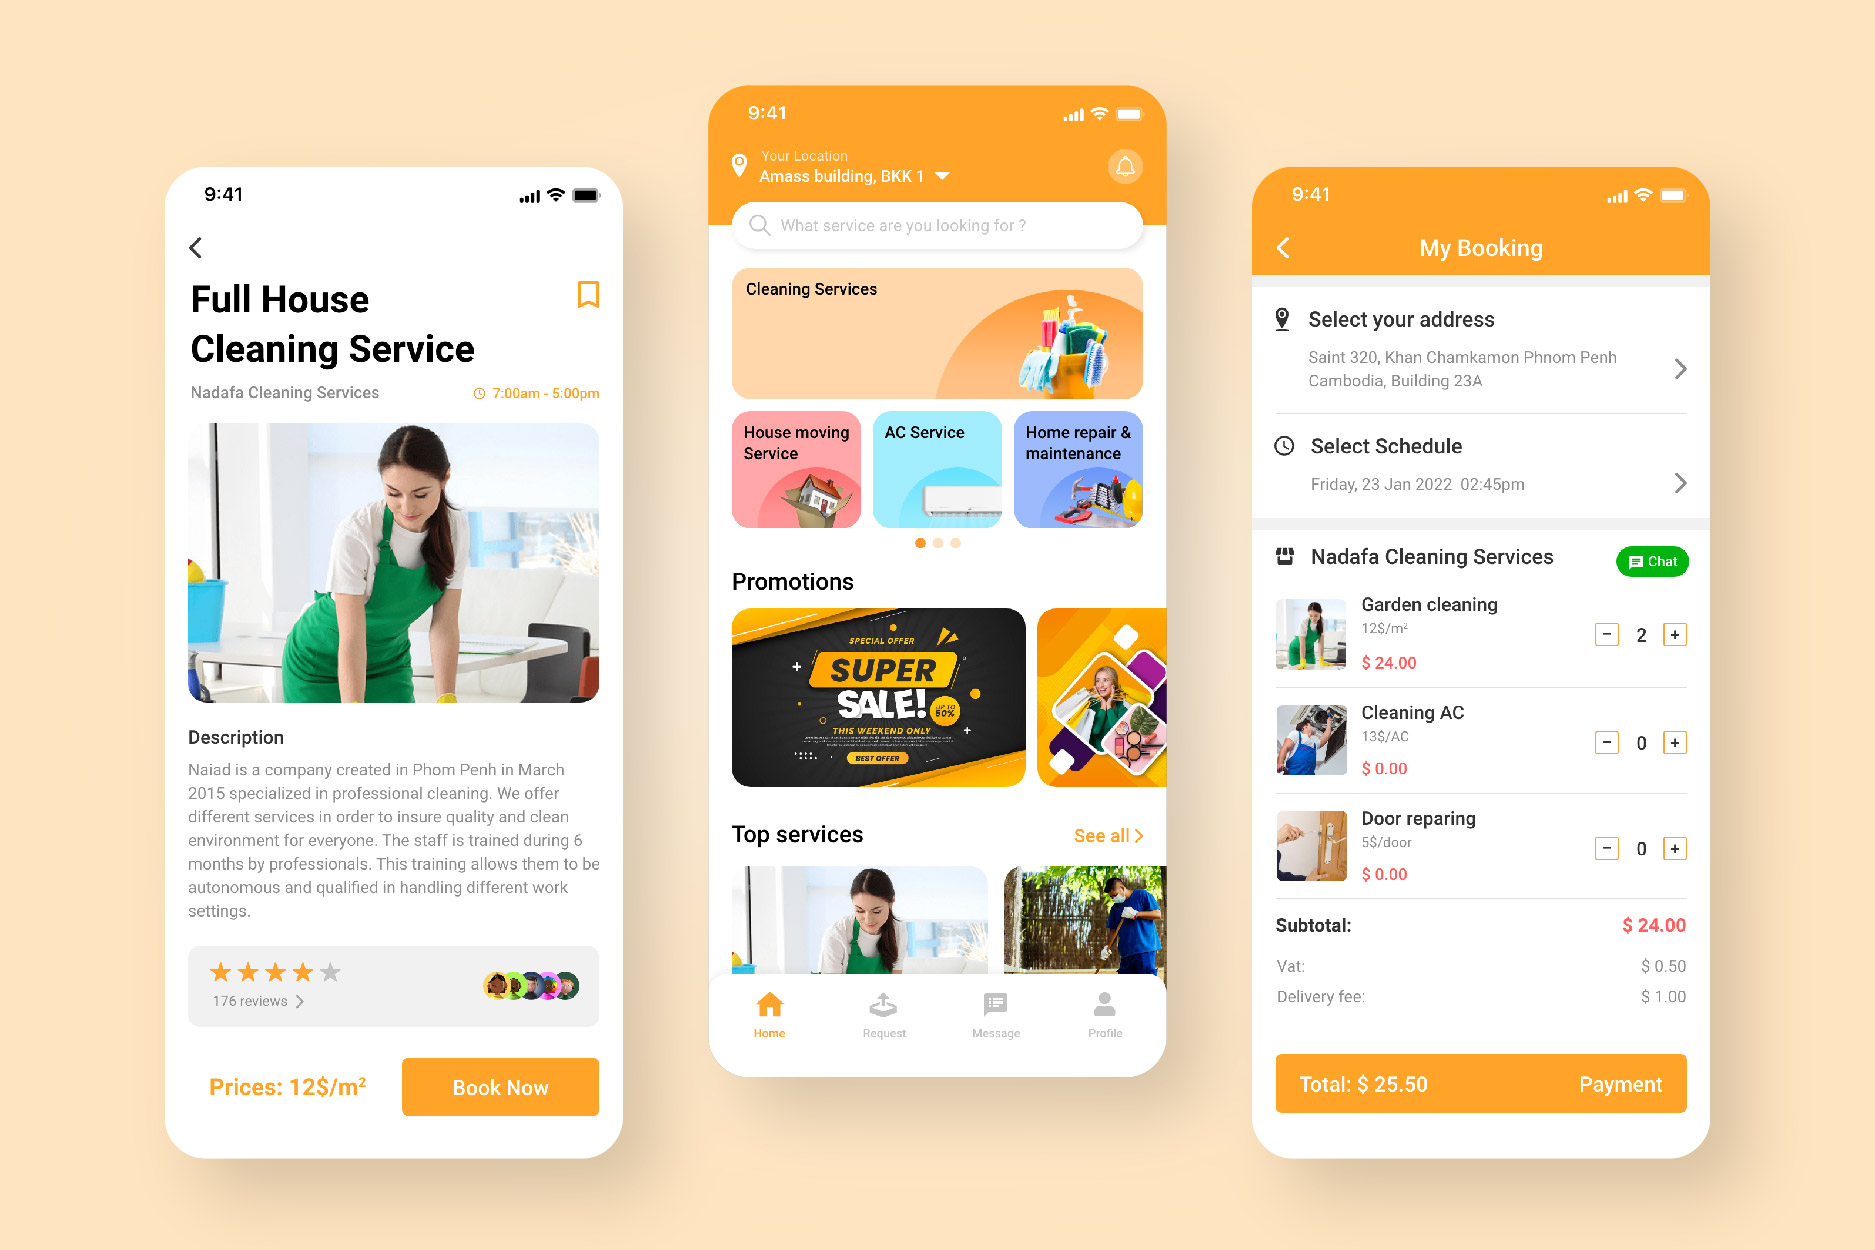 9:41
Full House
Cleaning Service
Nadafa Cleaning Services
7:00am - 5:00pm
Description
Naiad is a company created in Phom Penh in March
2015 specialized in professional cleaning. We offer
different services in order to insure quality and clean
environment for everyone. The staff is trained during 6
months by professionals. This training allows them to be
autonomous and qualified in handling different work
settings.
176 reviews
Prices: 12$/m²
Book Now
9:41
Your Location
Amass building, BKK 1
What service are you looking for ?
Cleaning Services
House moving
Service
AC Service
Home repair &
maintenance
Promotions
SPECIAL OFFER
SUPER
SALE!
UP TO
50%
THIS WEEKEND ONLY
BEST OFFER
Top services
See all
Home
Request
Message
Profile
9:41
My Booking
Select your address
Saint 320, Khan Chamkamon Phnom Penh
Cambodia, Building 23A
Select Schedule
Friday, 23 Jan 2022 02:45pm
Nadafa Cleaning Services
Chat
Garden cleaning
12$/m²
$ 24.00
− 2 +
Cleaning AC
13$/AC
$ 0.00
− 0 +
Door reparing
5$/door
$ 0.00
− 0 +
Subtotal: $ 24.00
Vat: $ 0.50
Delivery fee: $ 1.00
Total: $ 25.50
Payment